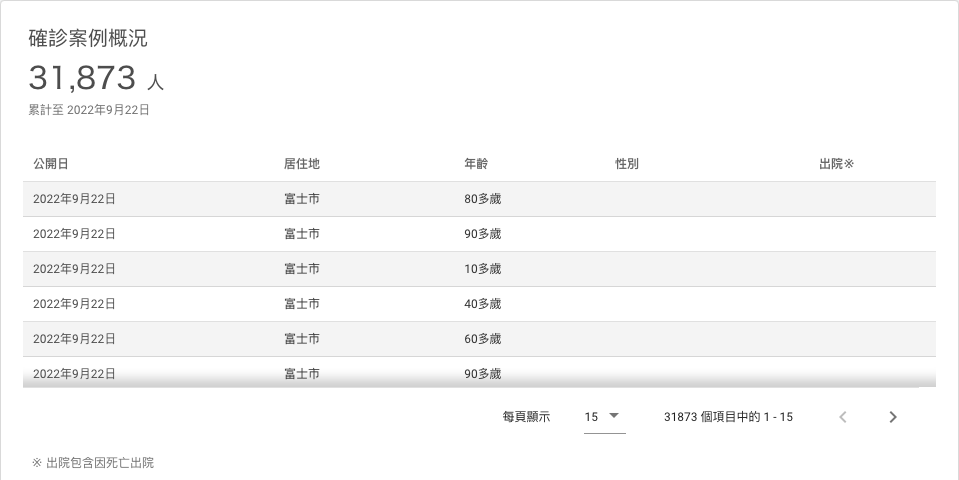 確診案例概況
31,873 人
累計至 2022年9月22日
公開日 居住地 年齡 性別 出院※
2022年9月22日 富士市 80多歲
2022年9月22日 富士市 90多歲
2022年9月22日 富士市 10多歲
2022年9月22日 富士市 40多歲
2022年9月22日 富士市 60多歲
2022年9月22日 富士市 90多歲
每頁顯示 15 31873 個項目中的 1 - 15
※ 出院包含因死亡出院